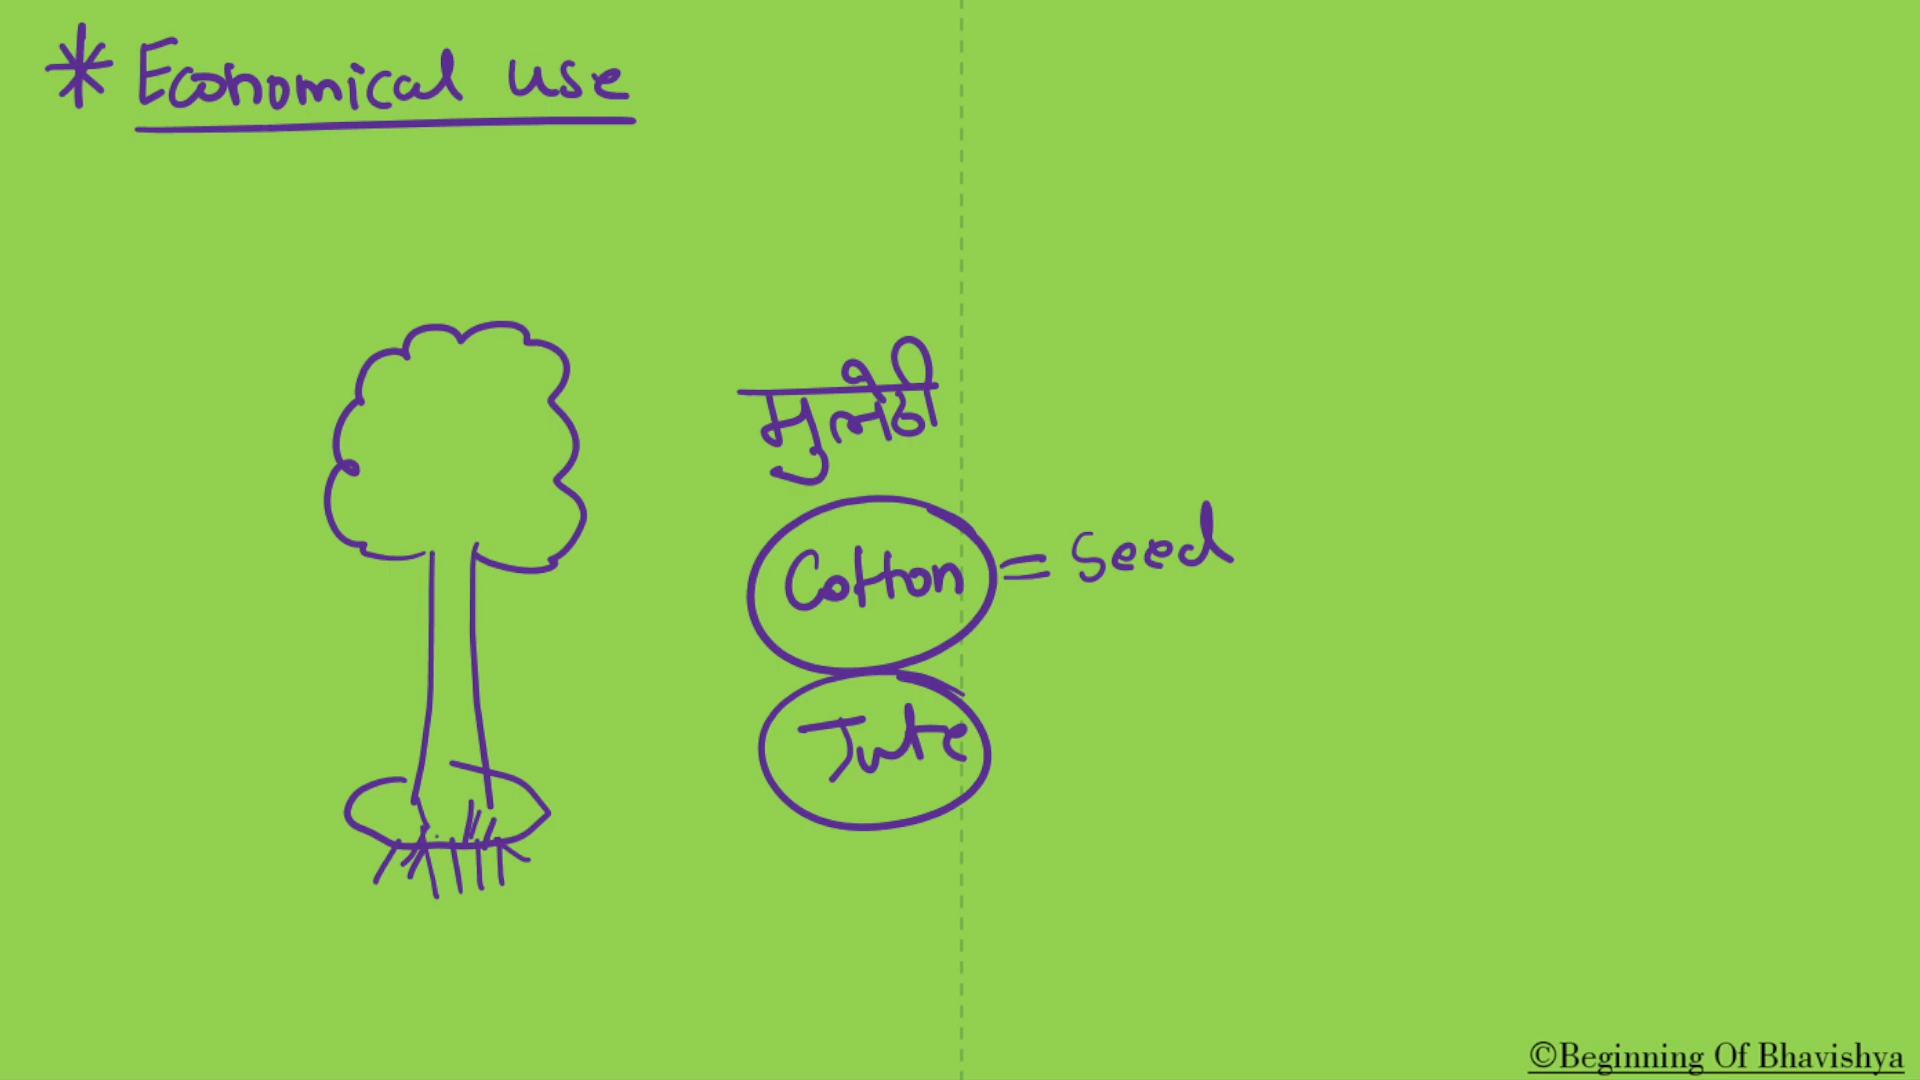 * Economical use
मुलेठी
Cotton = Seed
Jute
©Beginning Of Bhavishya